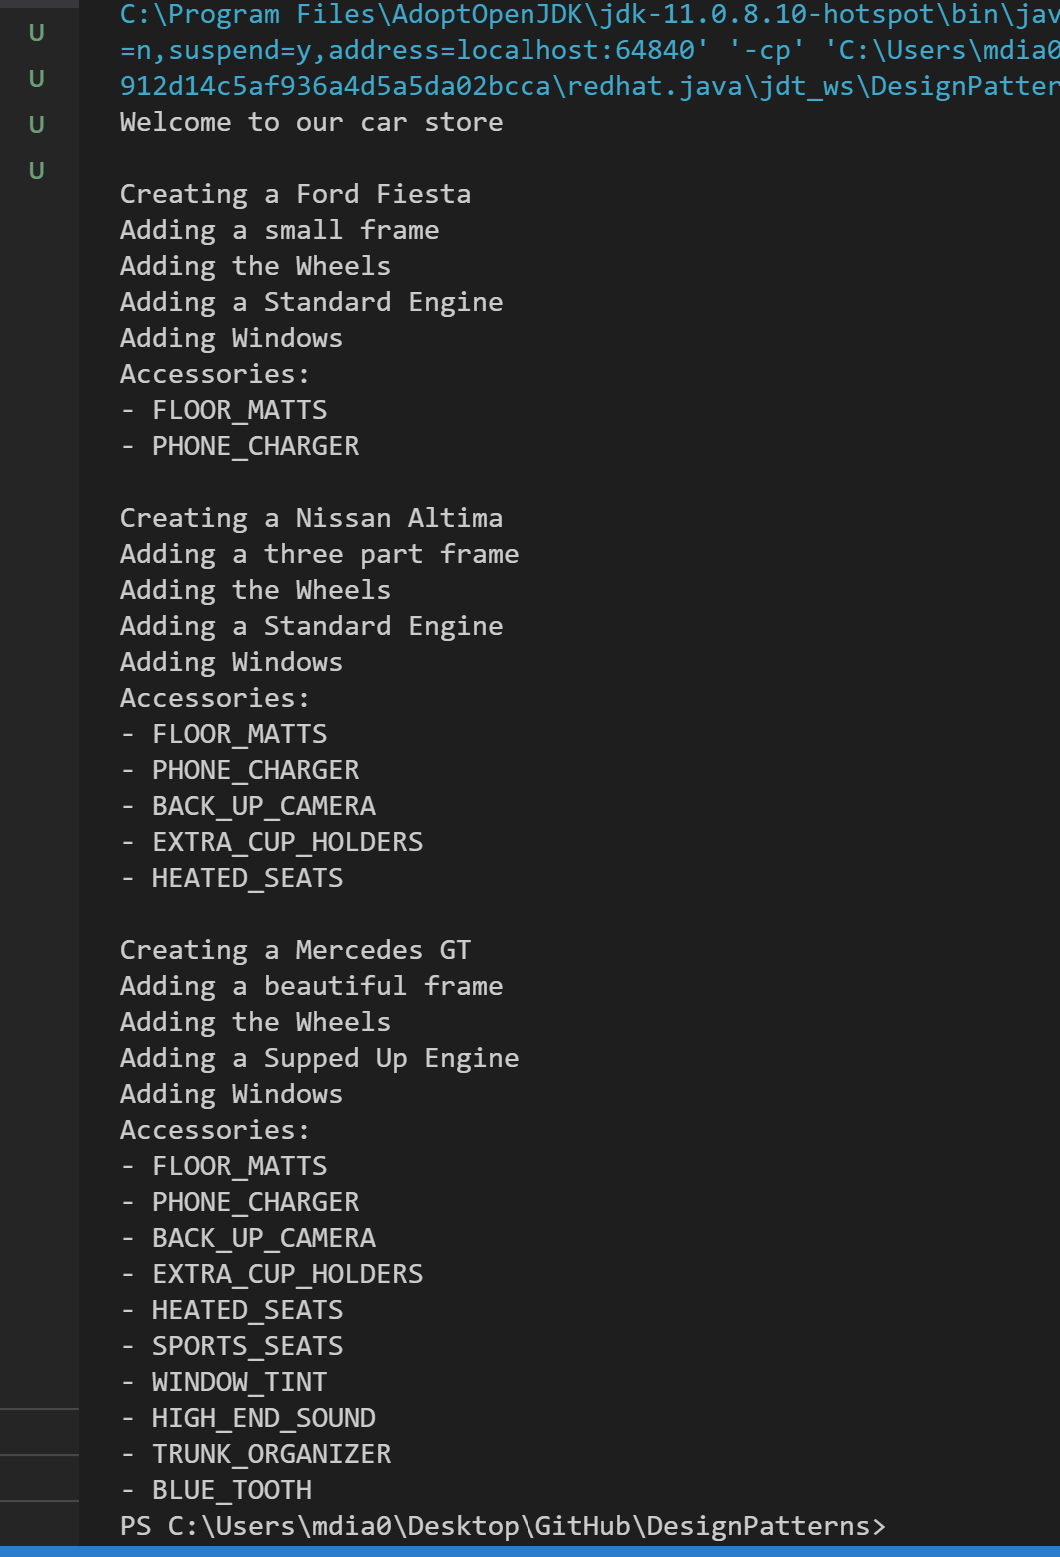 U
U
U
U
C:\Program Files\AdoptOpenJDK\jdk-11.0.8.10-hotspot\bin\jav
=n,suspend=y,address=localhost:64840' '-cp' 'C:\Users\mdia0
912d14c5af936a4d5a5da02bcca\redhat.java\jdt_ws\DesignPatter
Welcome to our car store
Creating a Ford Fiesta
Adding a small frame
Adding the Wheels
Adding a Standard Engine
Adding Windows
Accessories:
- FLOOR_MATTS
- PHONE_CHARGER
Creating a Nissan Altima
Adding a three part frame
Adding the Wheels
Adding a Standard Engine
Adding Windows
Accessories:
- FLOOR_MATTS
- PHONE_CHARGER
- BACK_UP_CAMERA
- EXTRA_CUP_HOLDERS
- HEATED_SEATS
Creating a Mercedes GT
Adding a beautiful frame
Adding the Wheels
Adding a Supped Up Engine
Adding Windows
Accessories:
- FLOOR_MATTS
- PHONE_CHARGER
- BACK_UP_CAMERA
- EXTRA_CUP_HOLDERS
- HEATED_SEATS
- SPORTS_SEATS
- WINDOW_TINT
- HIGH_END_SOUND
- TRUNK_ORGANIZER
- BLUE_TOOTH
PS C:\Users\mdia0\Desktop\GitHub\DesignPatterns>